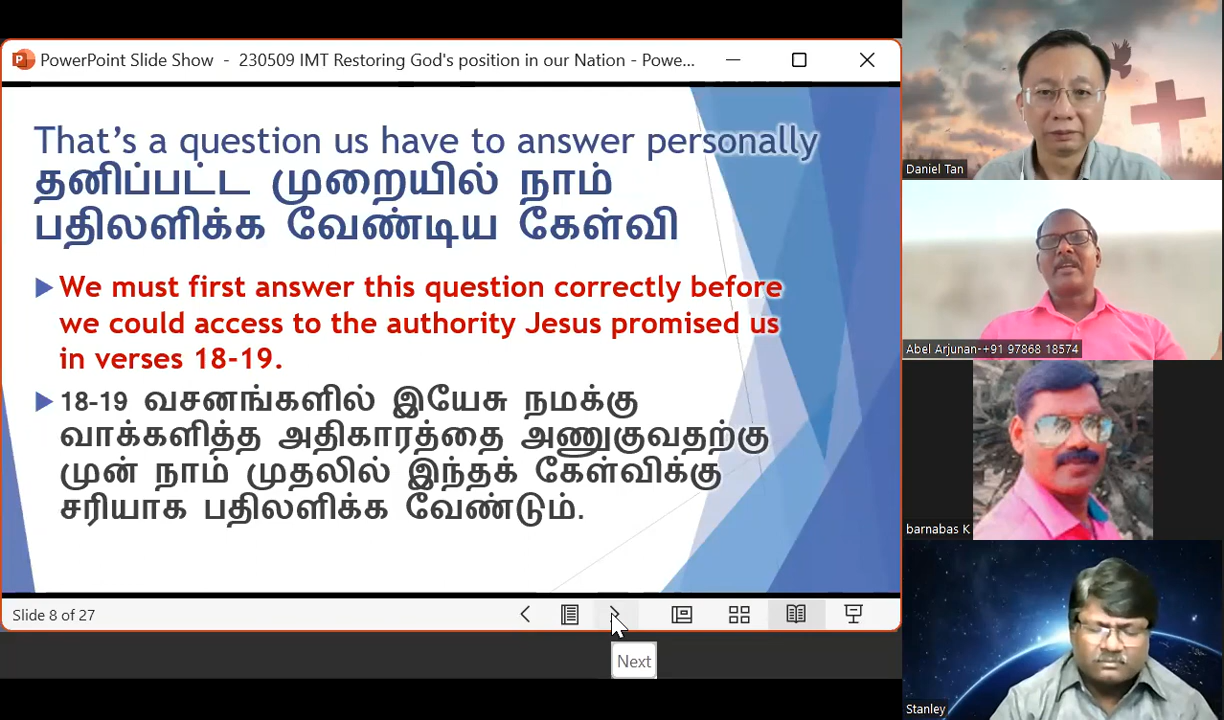 PowerPoint Slide Show - 230509 IMT Restoring God's position in our Nation - Powe...
That's a question us have to answer personally
தனிப்பட்ட முறையில் நாம்
பதிலளிக்க வேண்டிய கேள்வி
We must first answer this question correctly before
we could access to the authority Jesus promised us
in verses 18-19.
18-19 வசனங்களில் இயேசு நமக்கு
வாக்களித்த அதிகாரத்தை அணுகுவதற்கு
முன் நாம் முதலில் இந்தக் கேள்விக்கு
சரியாக பதிலளிக்க வேண்டும்.
Slide 8 of 27
Next
Daniel Tan
Abel Arjunan-+91 97868 18574
barnabas K
Stanley